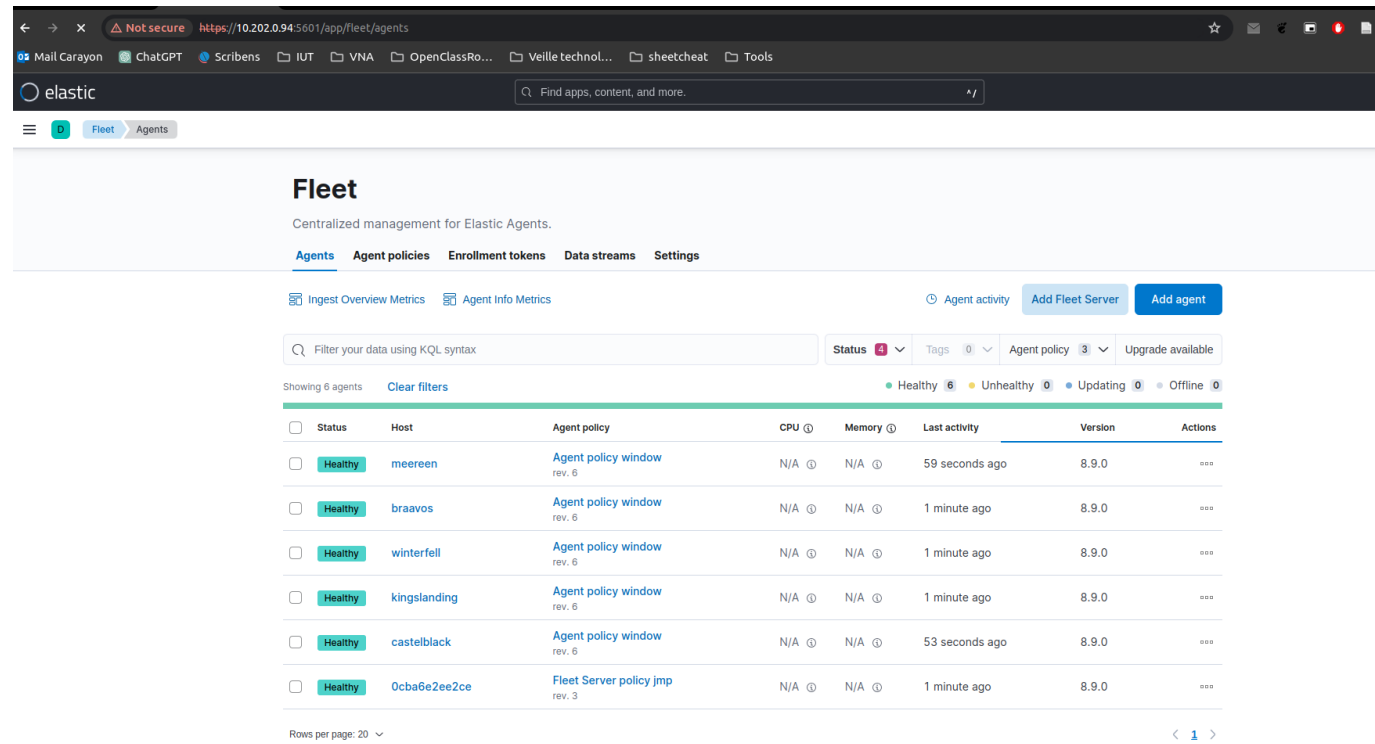 Not secure https://10.202.0.94:5601/app/fleet/agents
Mail Carayon ChatGPT Scribens IUT VNA OpenClassRo... Veille technol... sheetcheat Tools
elastic Find apps, content, and more. ^/
D Fleet Agents
Fleet
Centralized management for Elastic Agents.
Agents Agent policies Enrollment tokens Data streams Settings
Ingest Overview Metrics Agent Info Metrics Agent activity Add Fleet Server Add agent
Filter your data using KQL syntax Status 4 Tags 0 Agent policy 3 Upgrade available
Showing 6 agents Clear filters Healthy 6 Unhealthy 0 Updating 0 Offline 0
Status Host Agent policy CPU Memory Last activity Version Actions
Healthy meereen Agent policy window N/A N/A 59 seconds ago 8.9.0
rev. 6
Healthy braavos Agent policy window N/A N/A 1 minute ago 8.9.0
rev. 6
Healthy winterfell Agent policy window N/A N/A 1 minute ago 8.9.0
rev. 6
Healthy kingslanding Agent policy window N/A N/A 1 minute ago 8.9.0
rev. 6
Healthy castelblack Agent policy window N/A N/A 53 seconds ago 8.9.0
rev. 6
Healthy 0cba6e2ee2ce Fleet Server policy jmp N/A N/A 1 minute ago 8.9.0
rev. 3
Rows per page: 20 1